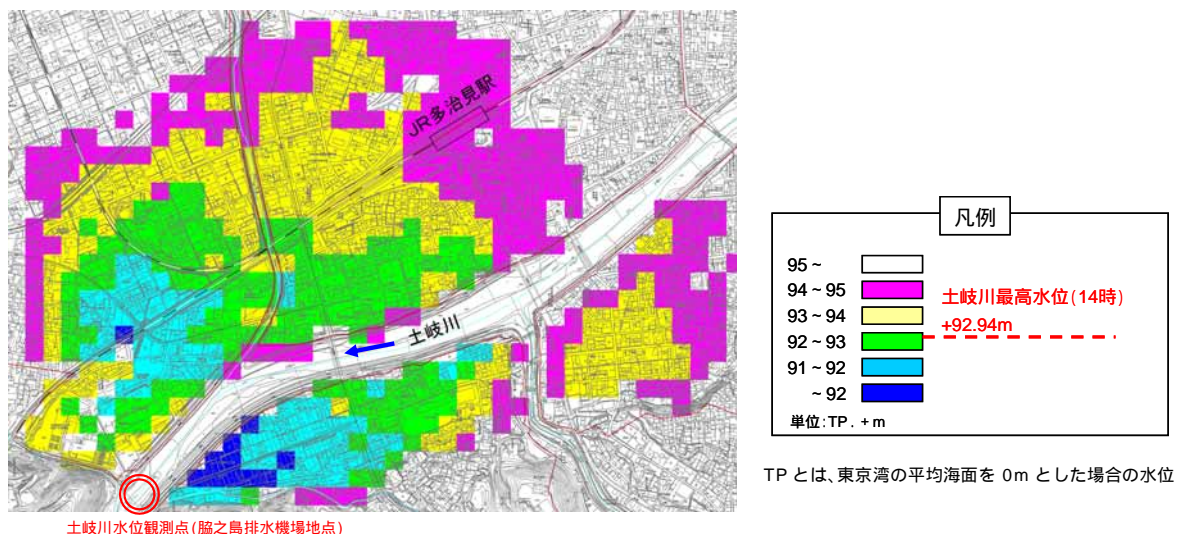 JR多治見駅
土岐川
土岐川水位観測点(脇之島排水機場地点)
凡例
95～
94～95
93～94
92～93
91～92
～92
単位:TP.+m
土岐川最高水位(14時)
+92.94m
TPとは、東京湾の平均海面を 0m とした場合の水位